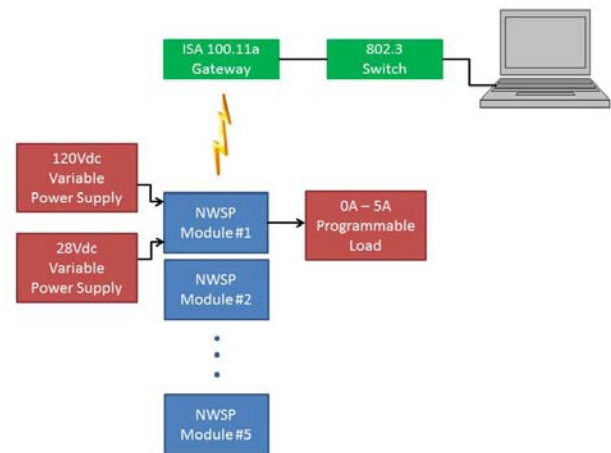 ISA 100.11a
Gateway
802.3
Switch
120Vdc
Variable
Power Supply
NWSP
Module #1
0A – 5A
Programmable
Load
28Vdc
Variable
Power Supply
NWSP
Module #2
NWSP
Module #5